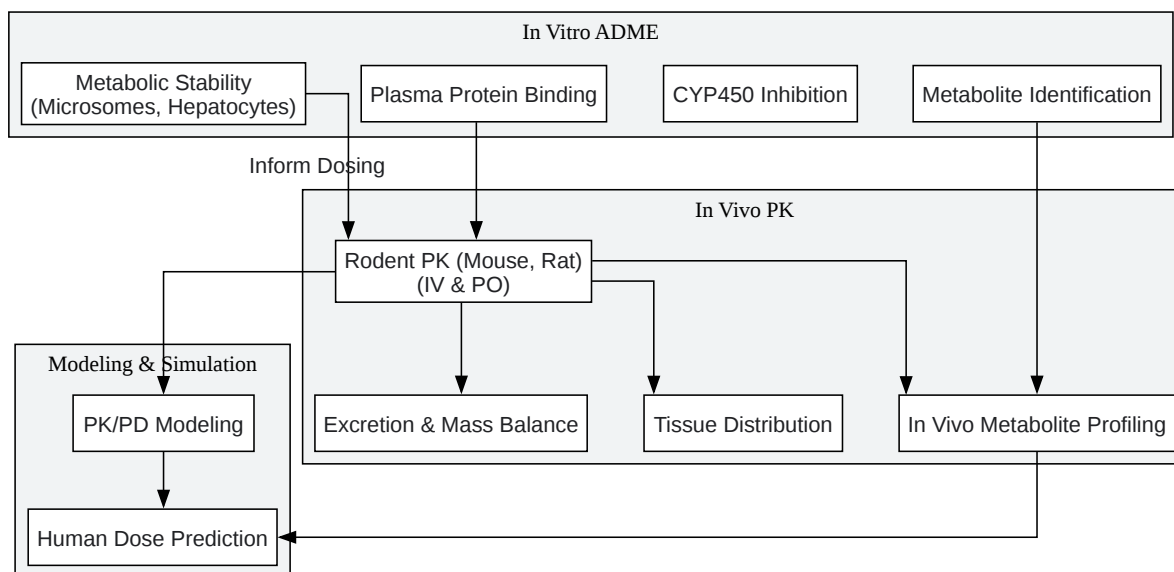 In Vitro ADME
Metabolic Stability
(Microsomes, Hepatocytes)
Plasma Protein Binding
CYP450 Inhibition
Metabolite Identification
Inform Dosing
In Vivo PK
Rodent PK (Mouse, Rat)
(IV & PO)
Modeling & Simulation
PK/PD Modeling
Excretion & Mass Balance
Tissue Distribution
In Vivo Metabolite Profiling
Human Dose Prediction